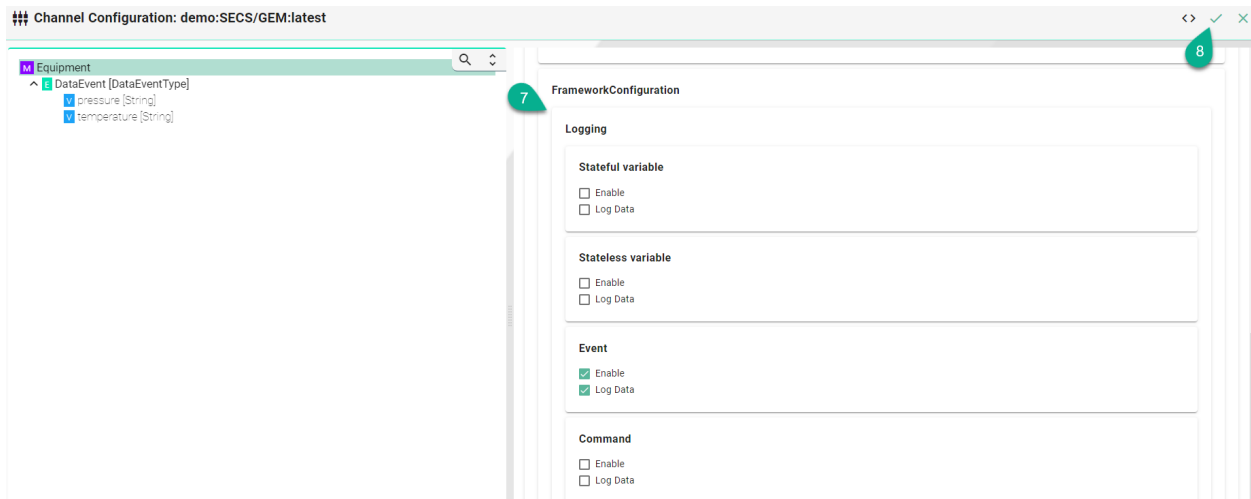 Channel Configuration: demo:SECS/GEM:latest
8
M Equipment
E DataEvent [DataEventType]
V pressure [String]
V temperature [String]
7
FrameworkConfiguration
Logging
Stateful variable
Enable
Log Data
Stateless variable
Enable
Log Data
Event
Enable
Log Data
Command
Enable
Log Data